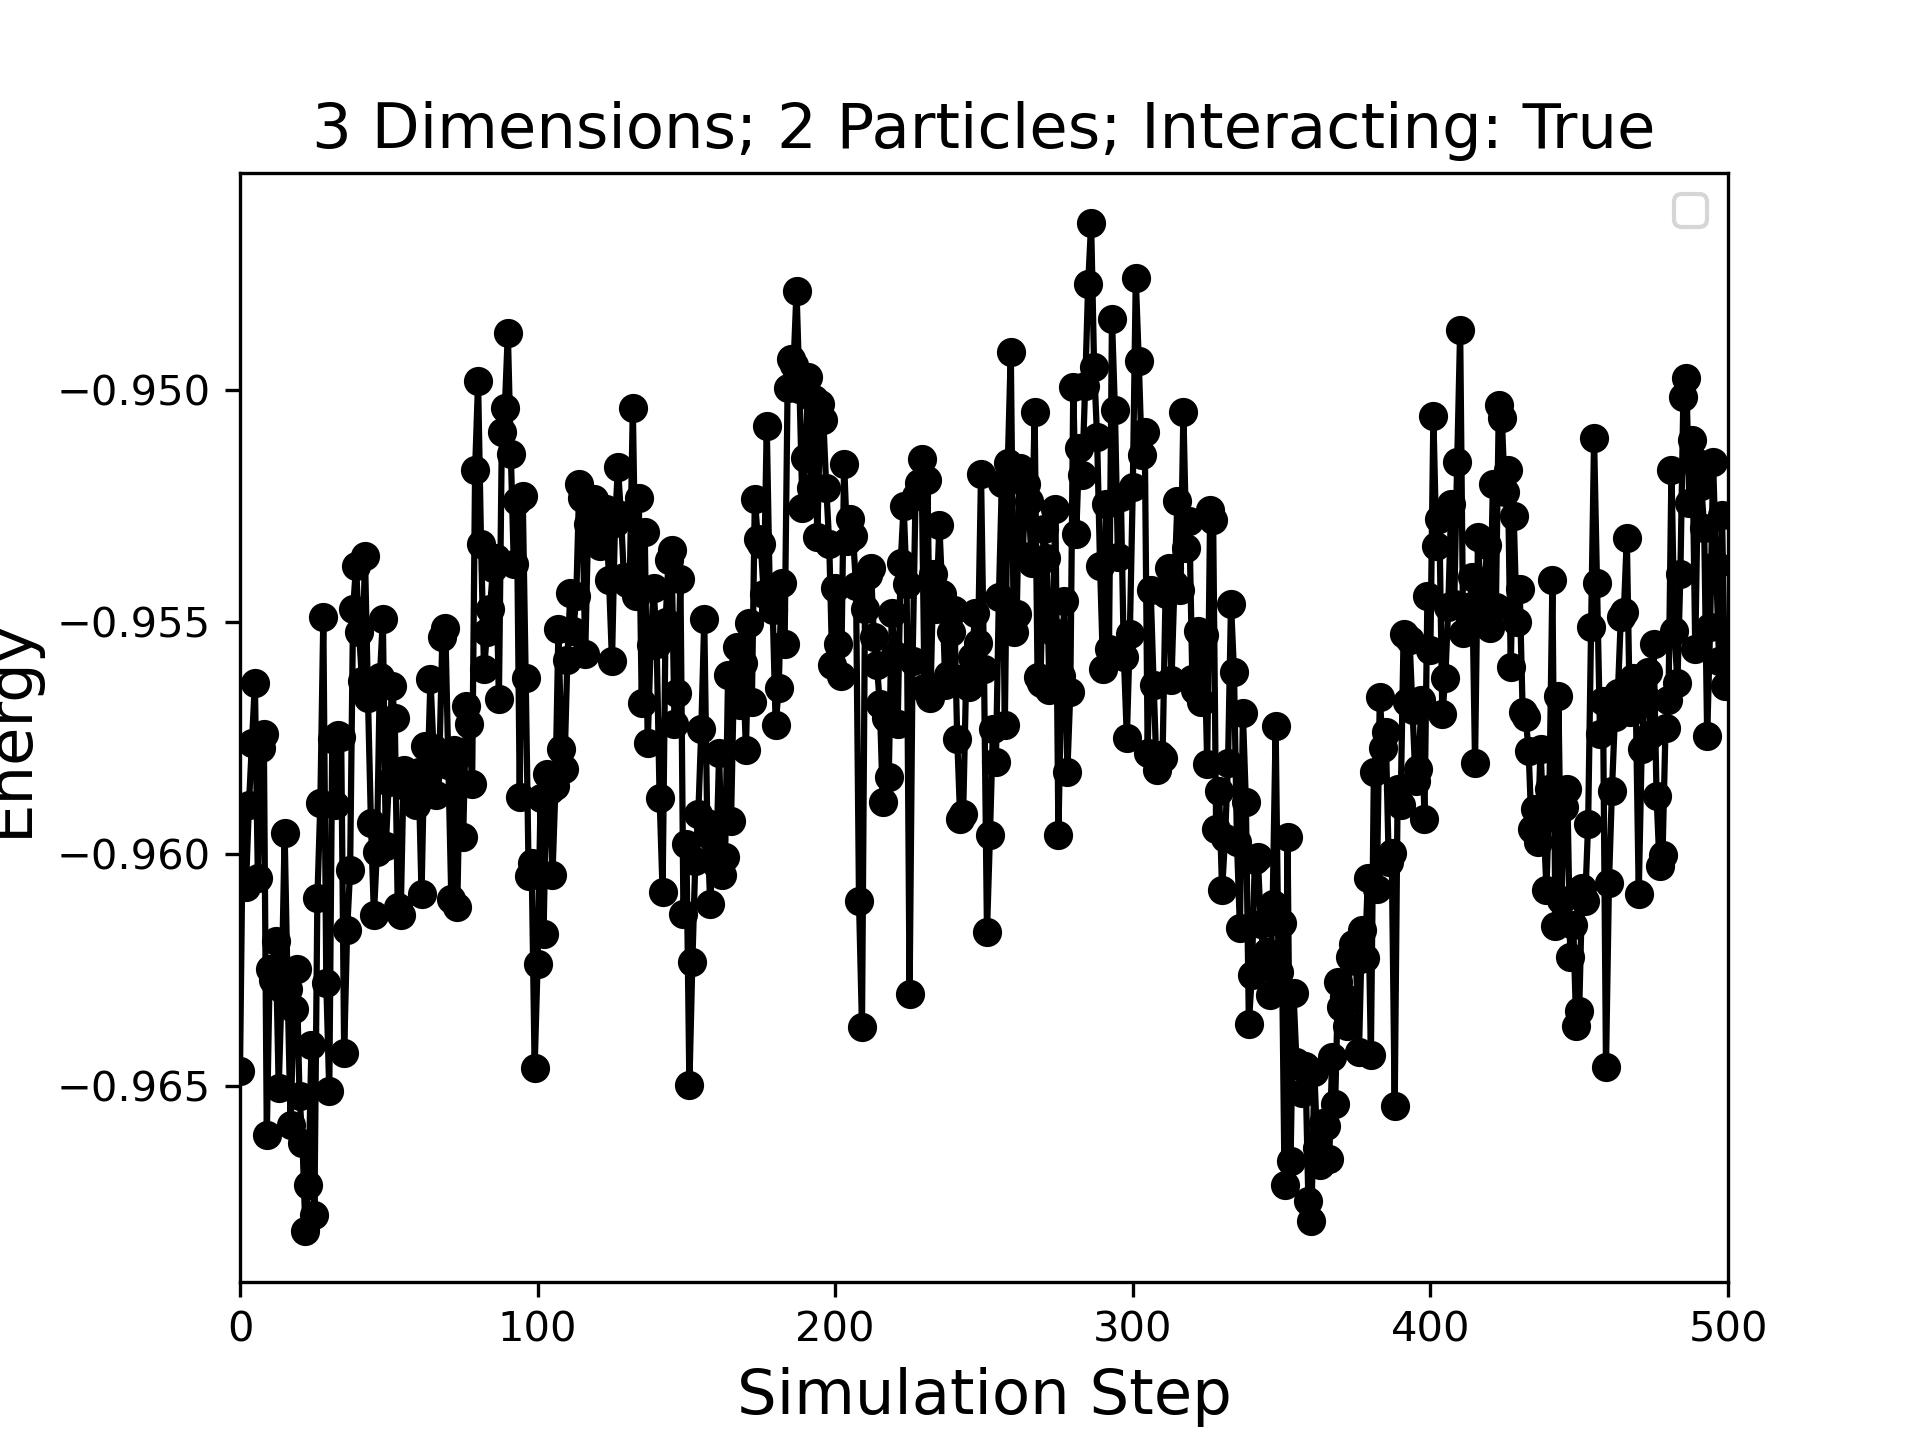 3 Dimensions; 2 Particles; Interacting: True
Energy
−0.950
−0.955
−0.960
−0.965
0 100 200 300 400 500
Simulation Step